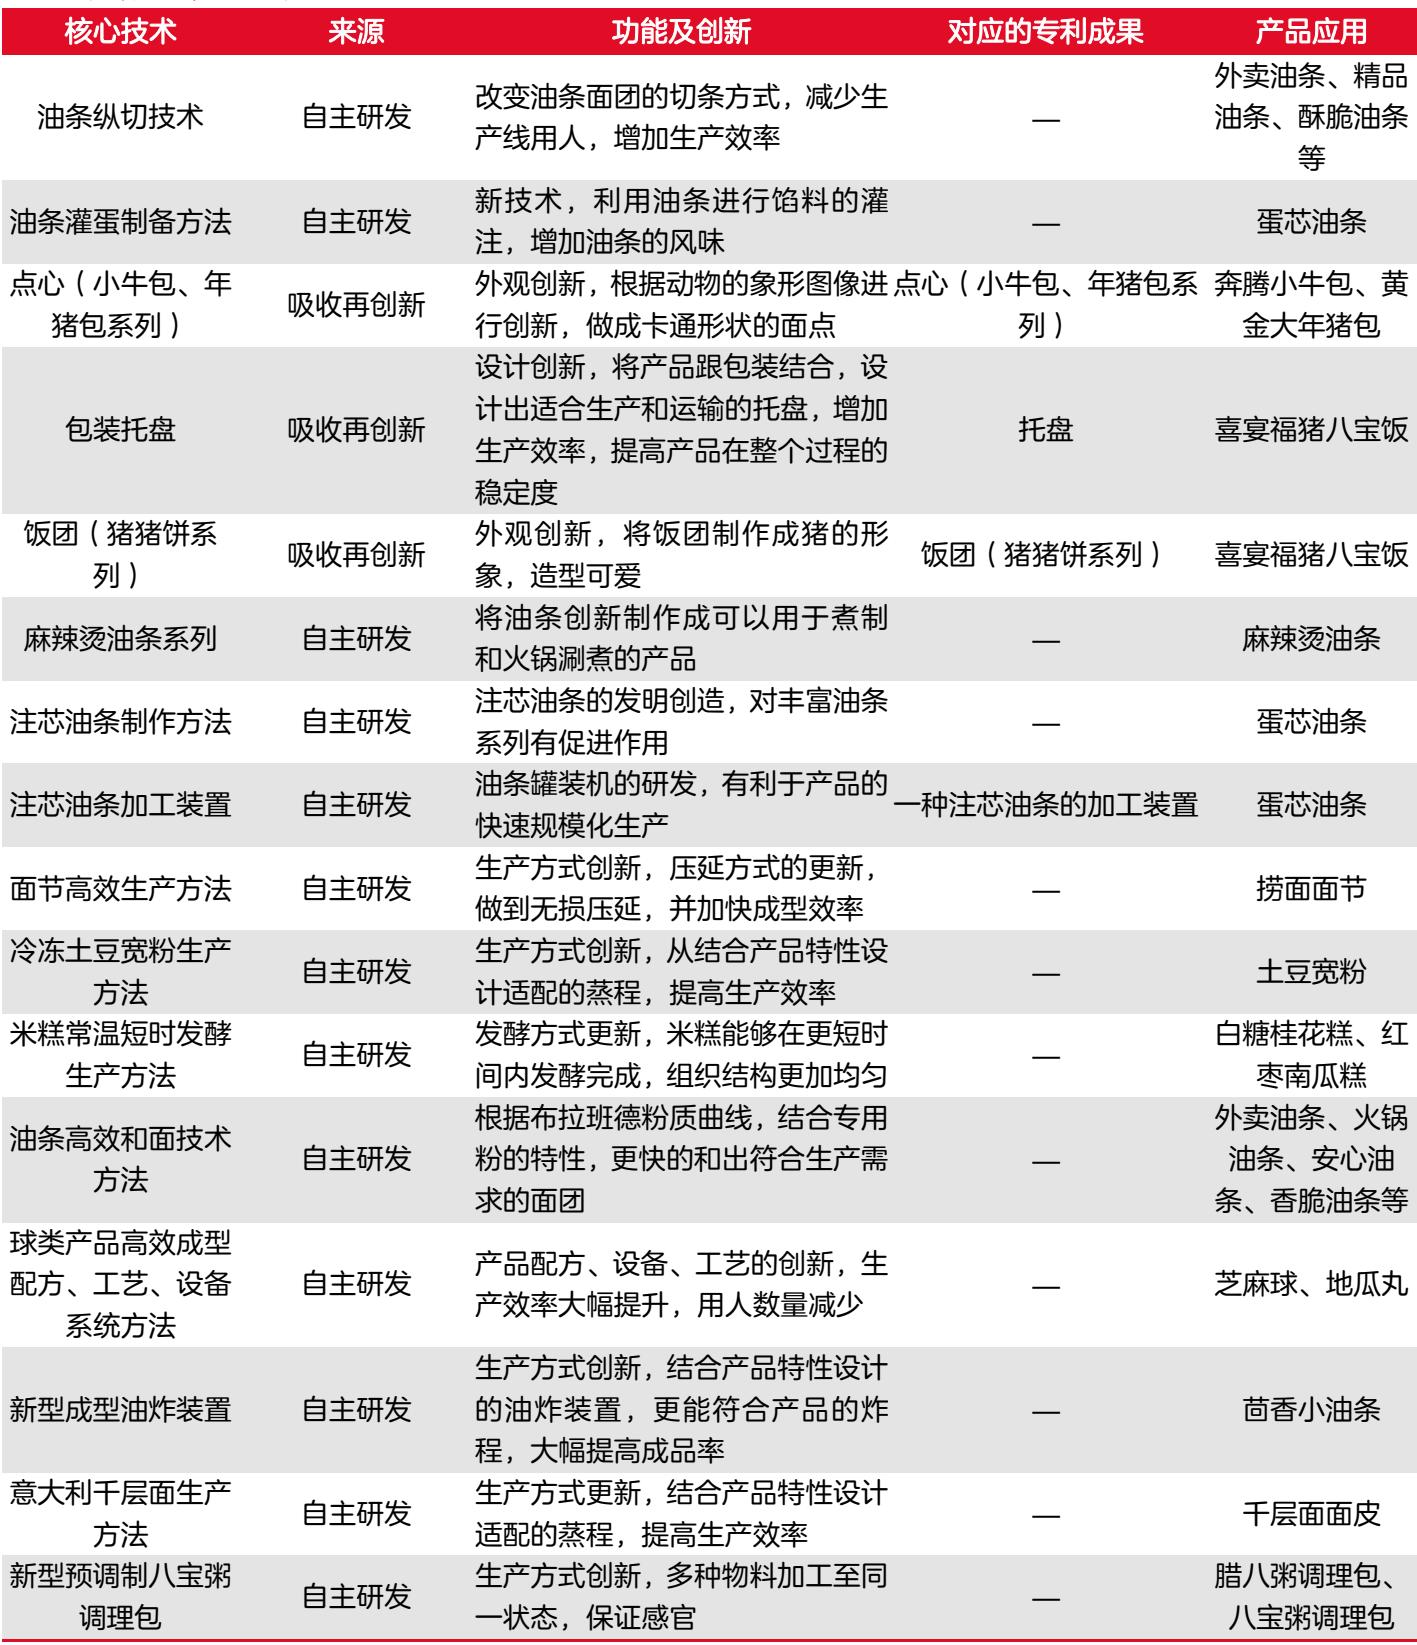 核心技术 来源 功能及创新 对应的专利成果 产品应用
油条纵切技术 自主研发 改变油条面团的切条方式，减少生
产线用人，增加生产效率 — 外卖油条、精品
油条、酥脆油条
等
油条灌蛋制备方法 自主研发 新技术，利用油条进行馅料的灌
注，增加油条的风味 — 蛋芯油条
点心（小牛包、年
猪包系列） 吸收再创新 外观创新，根据动物的象形图像进
行创新，做成卡通形状的面点 点心（小牛包、年猪包系
列） 奔腾小牛包、黄
金大年猪包
包装托盘 吸收再创新 设计创新，将产品跟包装结合，设
计出适合生产和运输的托盘，增加
生产效率，提高产品在整个过程的
稳定度 托盘 喜宴福猪八宝饭
饭团（猪猪饼系
列） 吸收再创新 外观创新，将饭团制作成猪的形
象，造型可爱 饭团（猪猪饼系列） 喜宴福猪八宝饭
麻辣烫油条系列 自主研发 将油条创新制作成可以用于煮制
和火锅涮煮的产品 — 麻辣烫油条
注芯油条制作方法 自主研发 注芯油条的发明创造，对丰富油条
系列有促进作用 — 蛋芯油条
注芯油条加工装置 自主研发 油条罐装机的研发，有利于产品的
快速规模化生产 一种注芯油条的加工装置 蛋芯油条
面节高效生产方法 自主研发 生产方式创新，压延方式的更新，
做到无损压延，并加快成型效率 — 捞面面节
冷冻土豆宽粉生产
方法 自主研发 生产方式创新，从结合产品特性设
计适配的蒸程，提高生产效率 — 土豆宽粉
米糕常温短时发酵
生产方法 自主研发 发酵方式更新，米糕能够在更短时
间内发酵完成，组织结构更加均匀 — 白糖桂花糕、红
枣南瓜糕
油条高效和面技术
方法 自主研发 根据布拉班德粉质曲线，结合专用
粉的特性，更快的和出符合生产需
求的面团 — 外卖油条、火锅
油条、安心油
条、香脆油条等
球类产品高效成型
配方、工艺、设备
系统方法 自主研发 产品配方、设备、工艺的创新，生
产效率大幅提升，用人数量减少 — 芝麻球、地瓜丸
新型成型油炸装置 自主研发 生产方式创新，结合产品特性设计
的油炸装置，更能符合产品的炸
程，大幅提高成品率 — 茴香小油条
意大利千层面生产
方法 自主研发 生产方式更新，结合产品特性设计
适配的蒸程，提高生产效率 — 千层面面皮
新型预调制八宝粥
调理包 自主研发 生产方式创新，多种物料加工至同
一状态，保证感官 — 腊八粥调理包、
八宝粥调理包